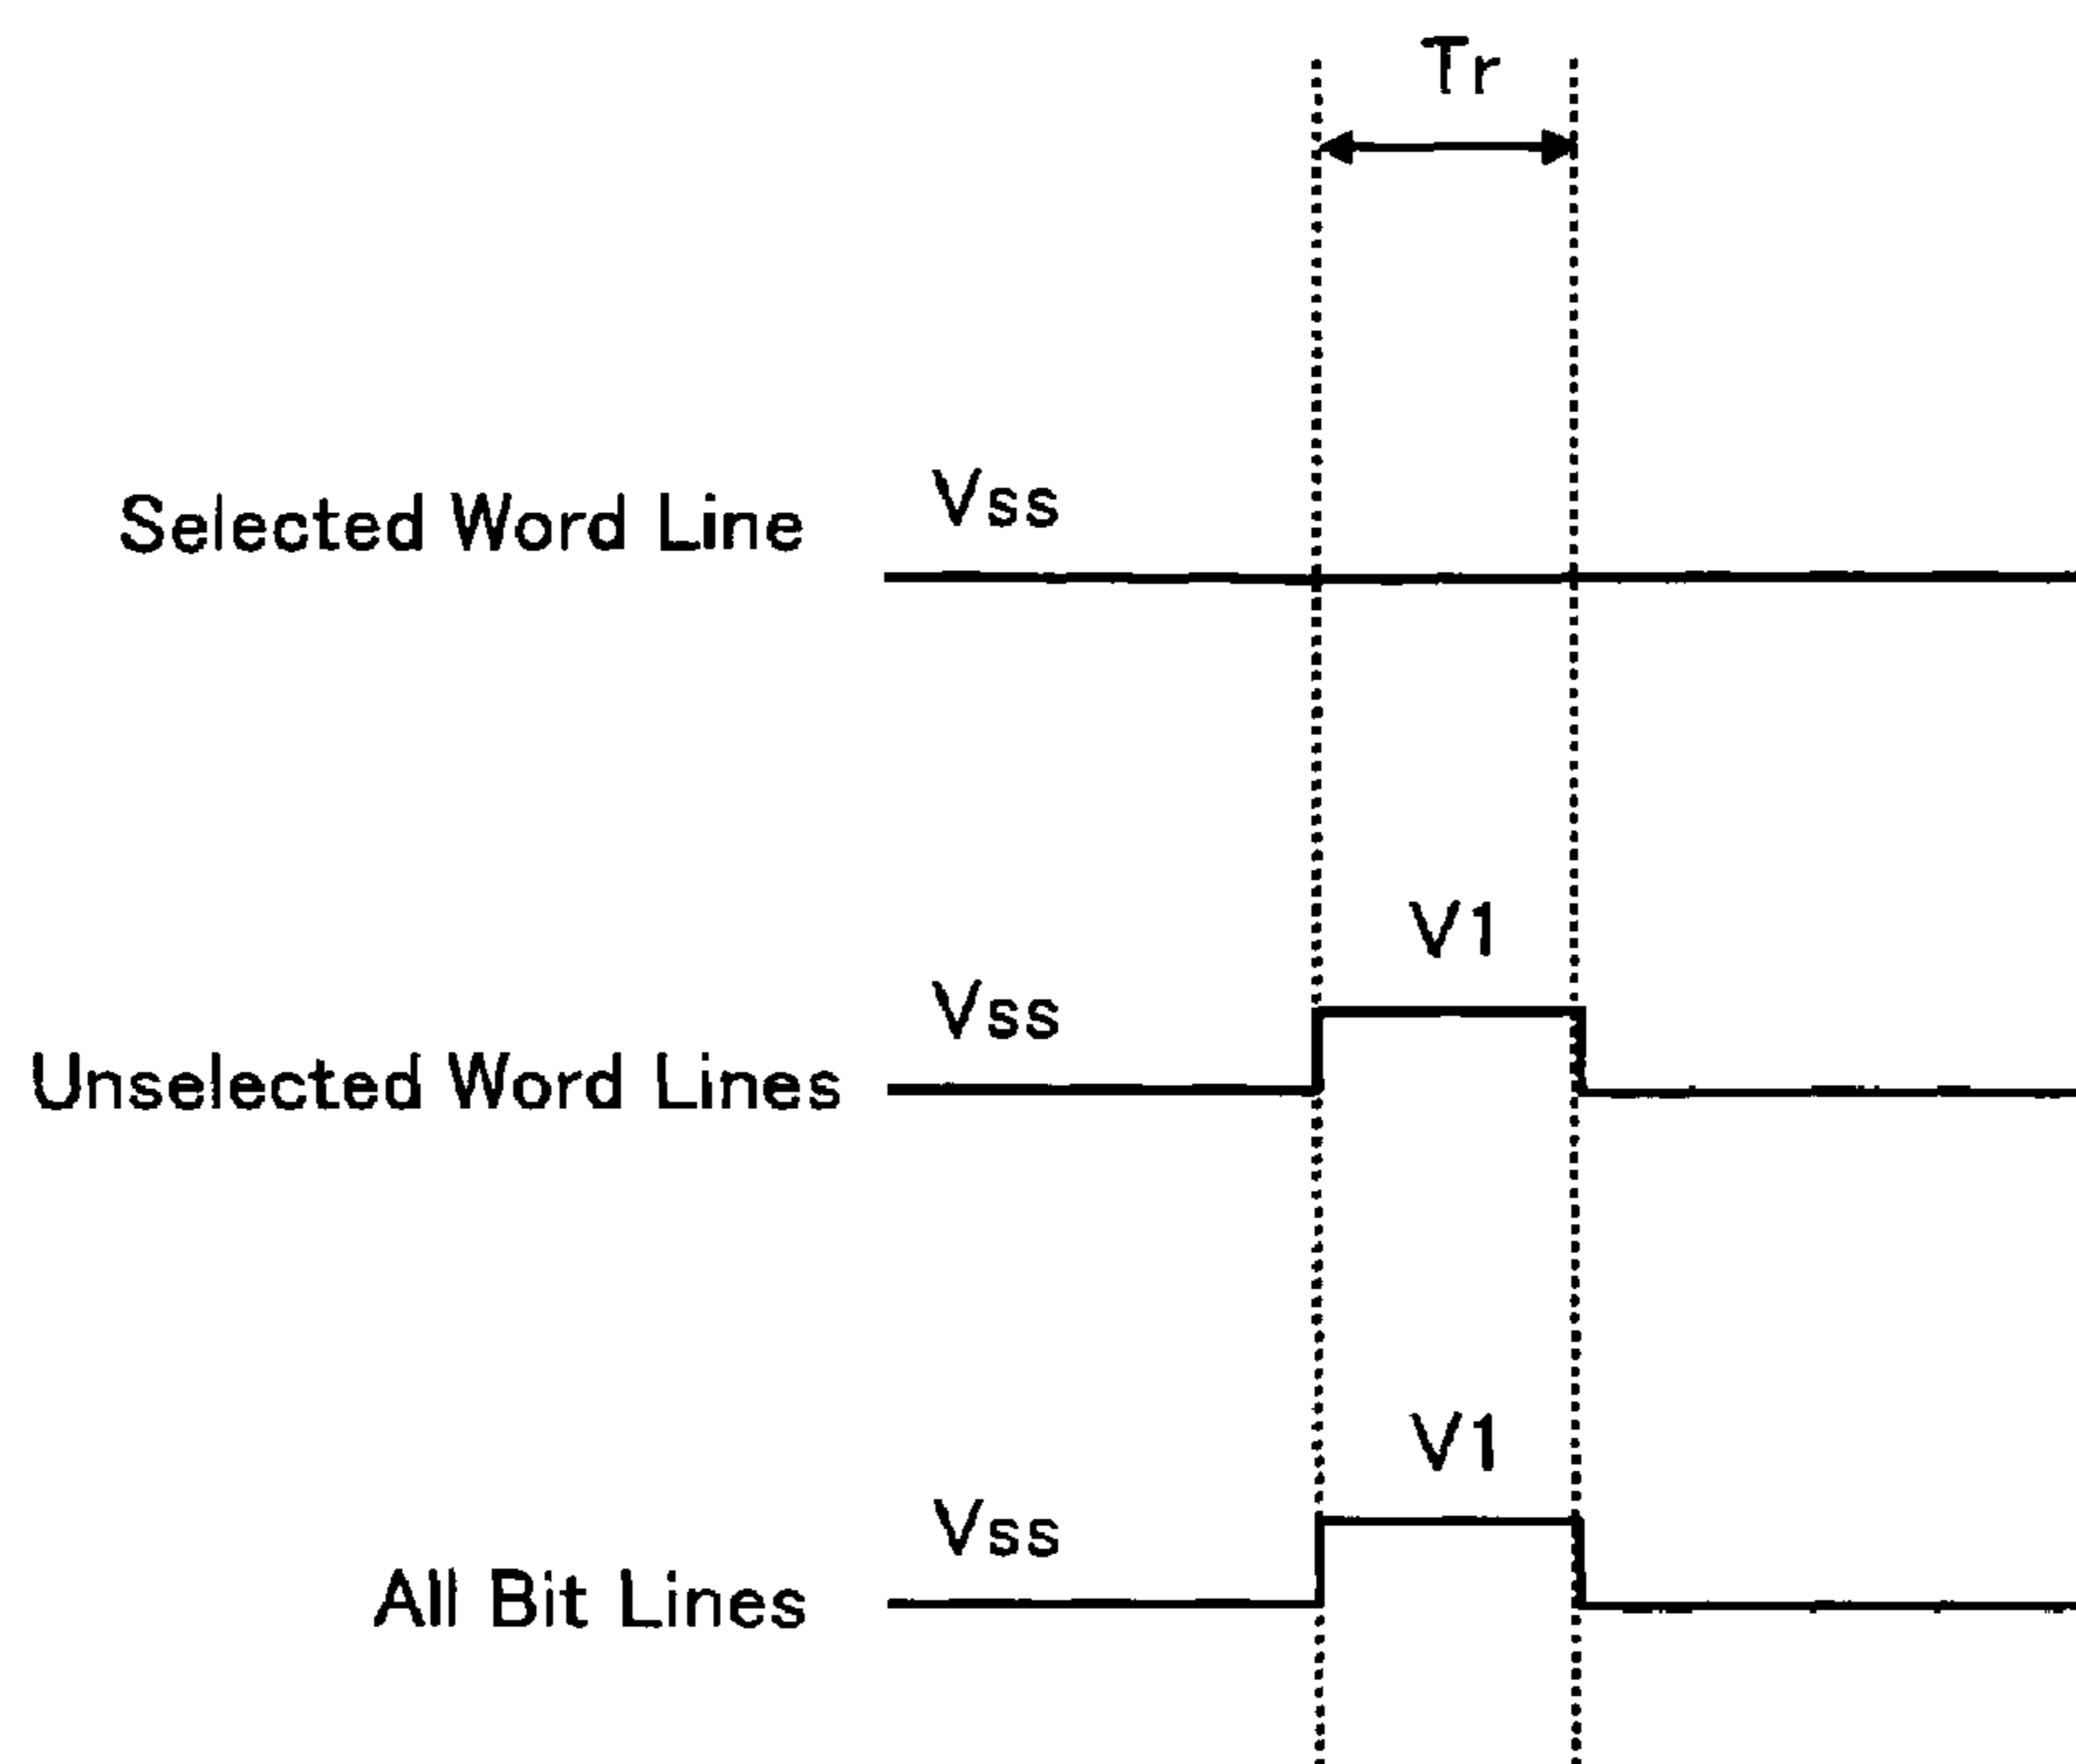 Tr
Selected Word Line
Vss
V1
Unselected Word Lines
Vss
V1
All Bit Lines
Vss